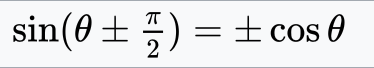 sin(θ ± π/2) = ± cos θ